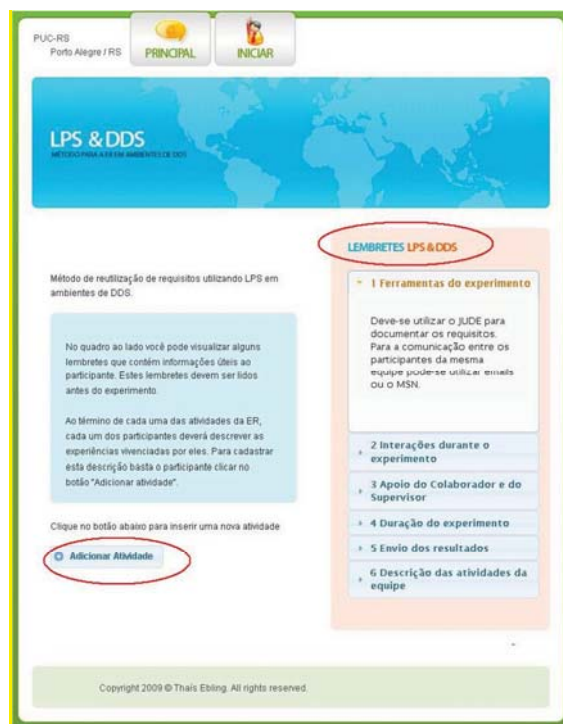 PUC-RS
Porto Alegre / RS
PRINCIPAL
INICIAR
LPS & DDS
MÉTODO PARA A ER EM AMBIENTES DE DDS
Método de reutilização de requisitos utilizando LPS em
ambientes de DDS.
No quadro ao lado você pode visualizar alguns
lembretes que contém informações úteis ao
participante. Estes lembretes devem ser lidos
antes do experimento.
Ao término de cada uma das atividades da ER,
cada um dos participantes deverá descrever as
experiências vivenciadas por eles. Para cadastrar
esta descrição basta o participante clicar no
botão "Adicionar atividade".
Clique no botão abaixo para inserir uma nova atividade
Adicionar Atividade
LEMBRETES LPS & DDS
1 Ferramentas do experimento
Deve-se utilizar o JUDE para
documentar os requisitos.
Para a comunicação entre os
participantes da mesma
equipe pode-se utilizar emails
ou o MSN.
2 Interações durante o
experimento
3 Apoio do Colaborador e do
Supervisor
4 Duração do experimento
5 Envio dos resultados
6 Descrição das atividades da
equipe
Copyright 2009 © Thaís Ebling. All rights reserved.